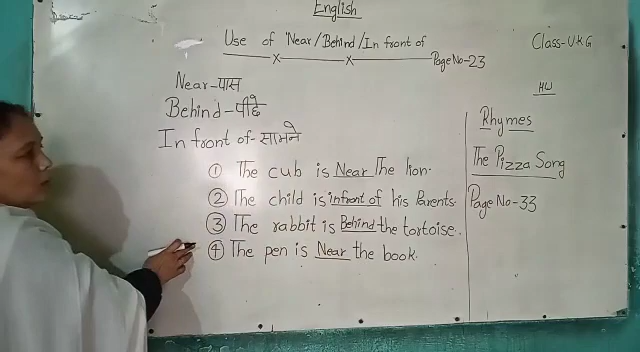 English
Use of Near/Behind/In front of
Page No-23
Class-UKG
Near-पास
Behind-पीछे
In front of-सामने
① The cub is Near The lion.
② The child is infront of his Parents.
③ The rabbit is Behind the tortoise.
④ The pen is Near the book.
HW
Rhymes
The Pizza Song
Page No-33